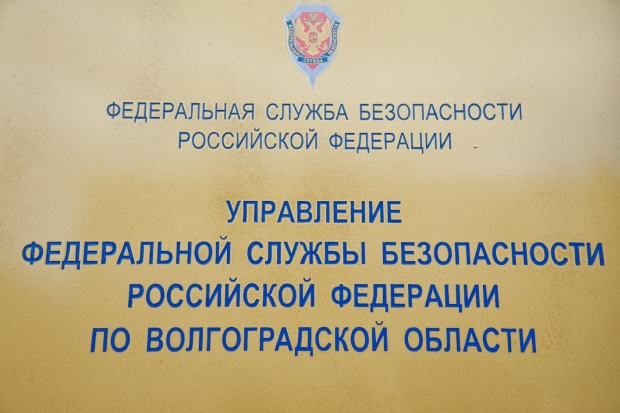 ФЕДЕРАЛЬНАЯ СЛУЖБА БЕЗОПАСНОСТИ
РОССИЙСКОЙ ФЕДЕРАЦИИ
УПРАВЛЕНИЕ
ФЕДЕРАЛЬНОЙ СЛУЖБЫ БЕЗОПАСНОСТИ
РОССИЙСКОЙ ФЕДЕРАЦИИ
ПО ВОЛГОГРАДСКОЙ ОБЛАСТИ